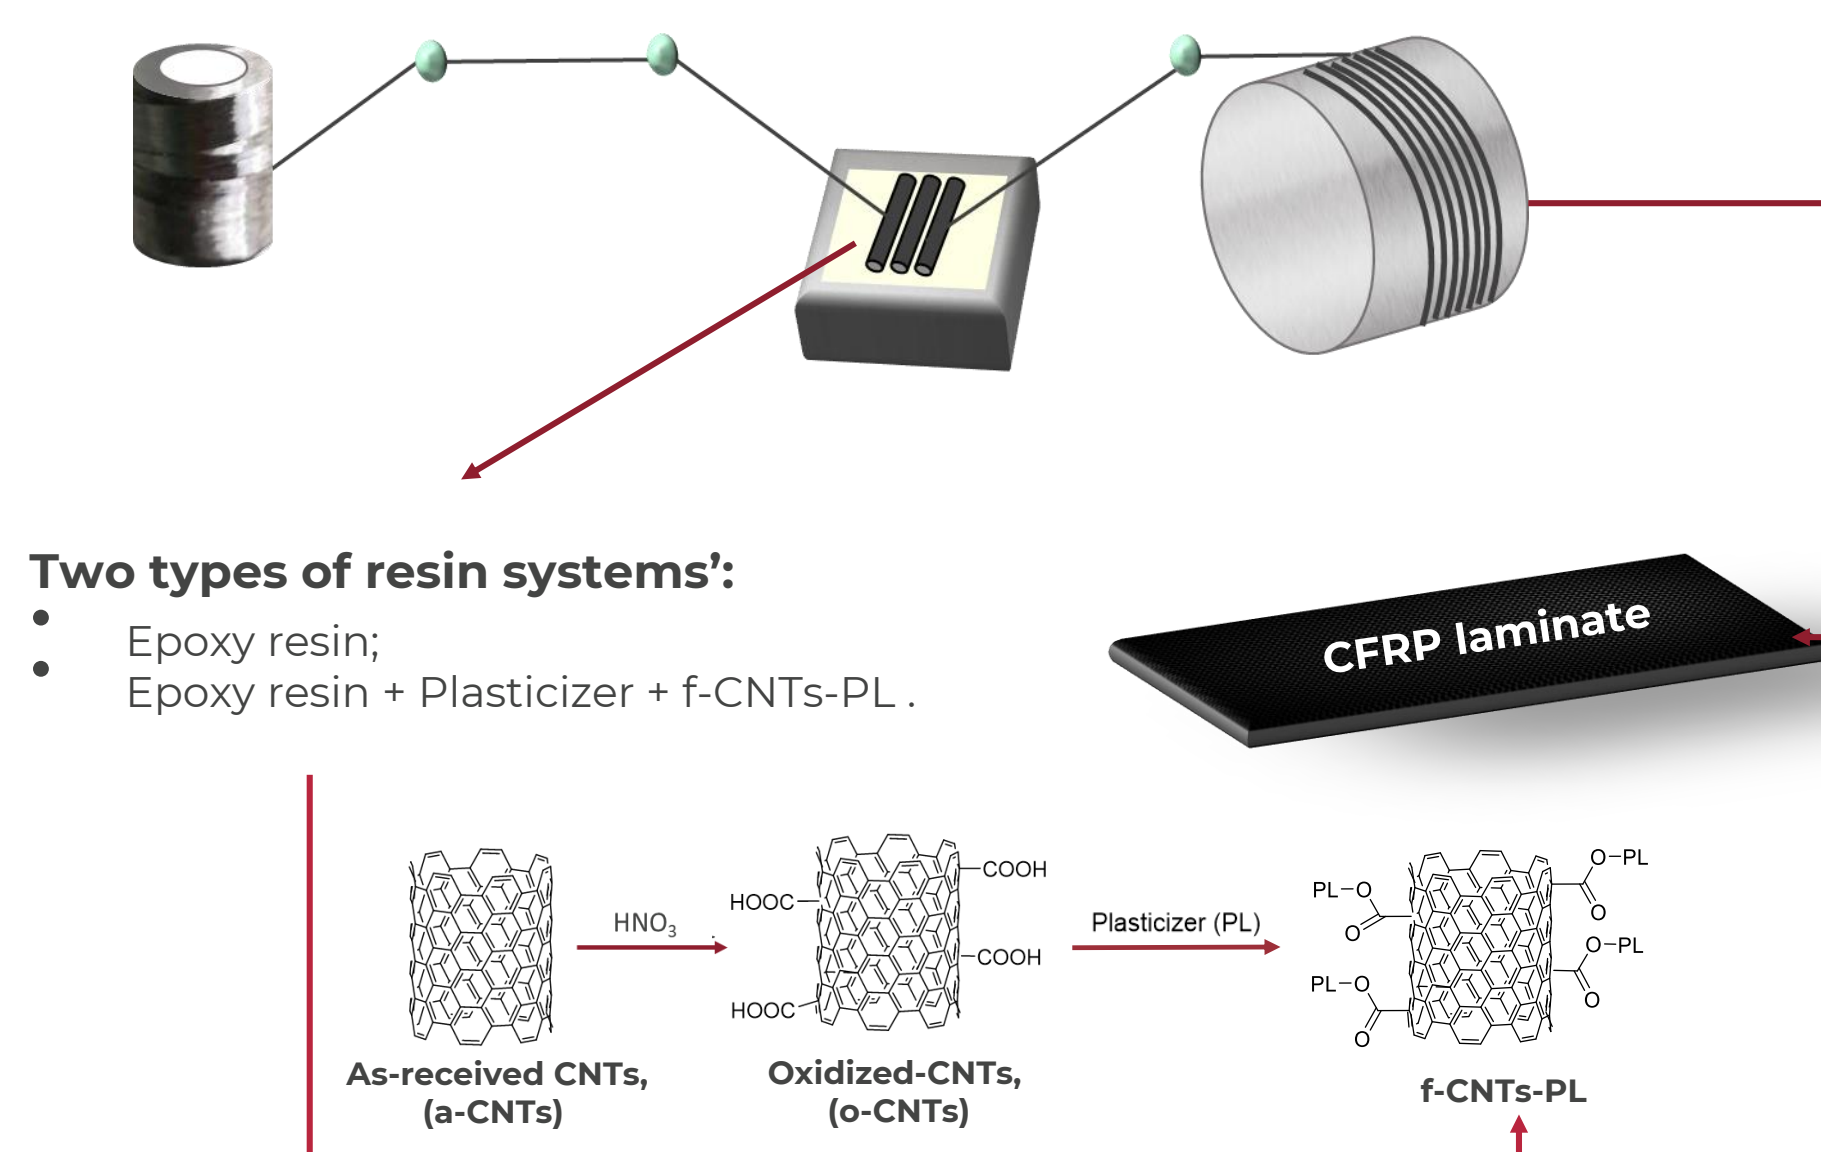 Two types of resin systems’:
• Epoxy resin;
• Epoxy resin + Plasticizer + f-CNTs-PL .
CFRP laminate
As-received CNTs,
(a-CNTs)
HNO₃
HOOC
COOH
COOH
HOOC
Oxidized-CNTs,
(o-CNTs)
Plasticizer (PL)
PL–O
O
O–PL
O
O–PL
O
PL–O
O
f-CNTs-PL